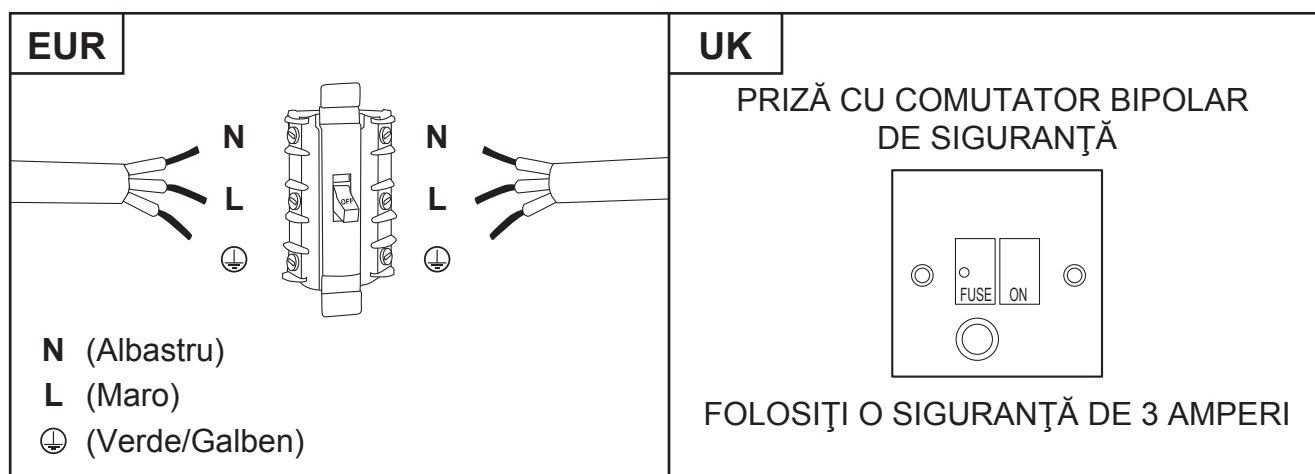 EUR
N
L
OFF
N
L
N (Albastru)
L (Maro)
(Verde/Galben)
UK
PRIZĂ CU COMUTATOR BIPOLAR
DE SIGURANŢĂ
FUSE ON
FOLOSIŢI O SIGURANŢĂ DE 3 AMPERI